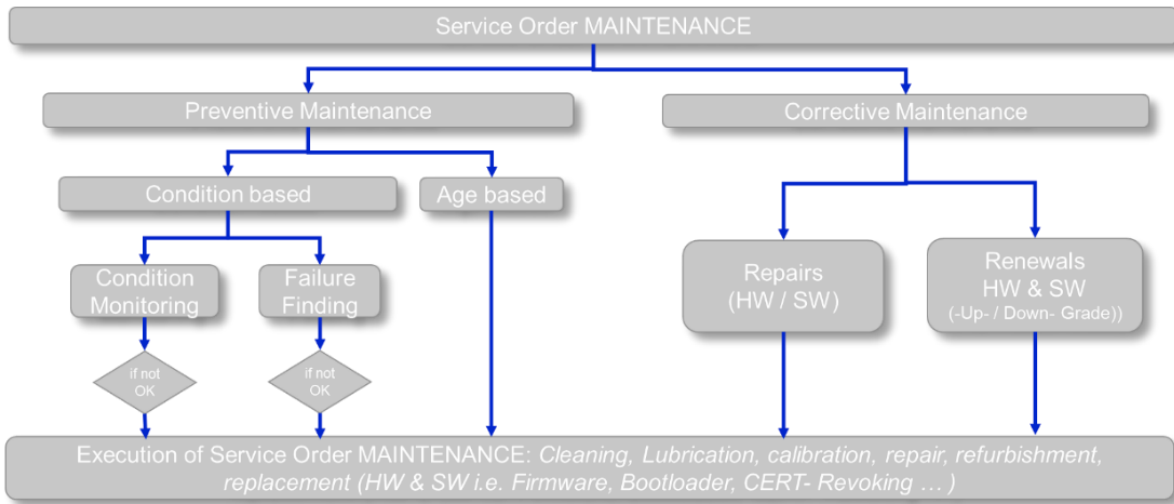 Service Order MAINTENANCE
Preventive Maintenance
Corrective Maintenance
Condition based
Age based
Condition
Monitoring
Failure
Finding
Repairs
(HW / SW)
Renewals
HW & SW
(-Up- / Down- Grade))
if not
OK
if not
OK
Execution of Service Order MAINTENANCE: Cleaning, Lubrication, calibration, repair, refurbishment,
replacement (HW & SW i.e. Firmware, Bootloader, CERT- Revoking ... )